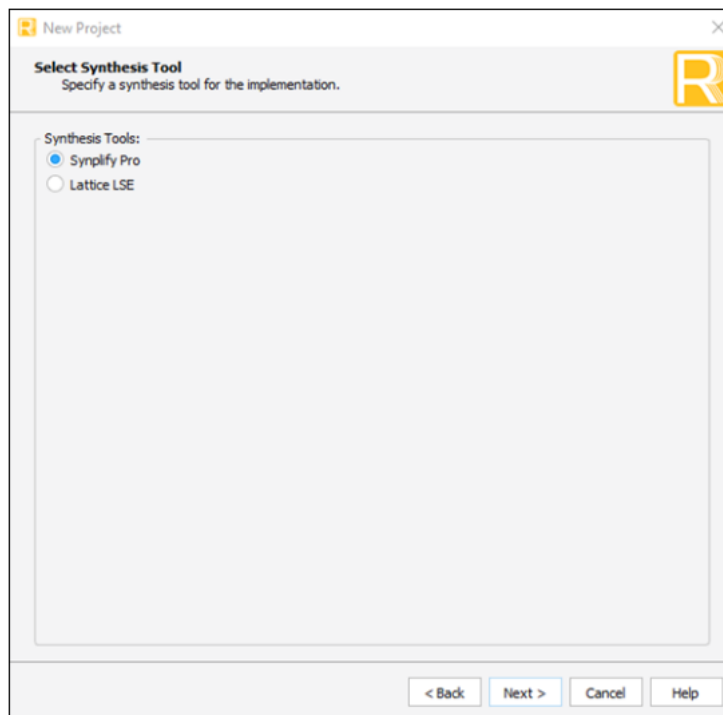 New Project
Select Synthesis Tool
Specify a synthesis tool for the implementation.
Synthesis Tools:
Synplify Pro
Lattice LSE
< Back Next > Cancel Help